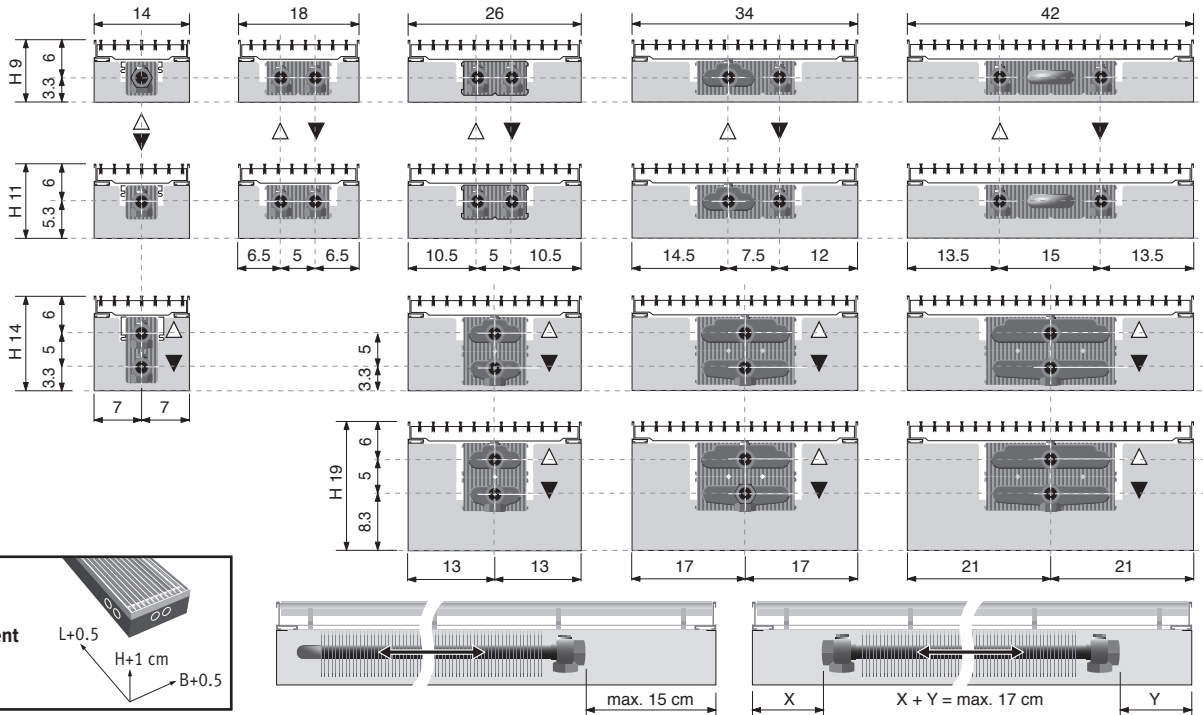 14 18 26 34 42
H 9 6 3.3
H 11 6 5.3
6.5 5 6.5 10.5 5 10.5 14.5 7.5 12 13.5 15 13.5
H 14 6 5 3.3
5 3.3
7 7
H 19 6 5 8.3
13 13 17 17 21 21
ent
L+0.5
H+1 cm
B+0.5
max. 15 cm
X X + Y = max. 17 cm Y